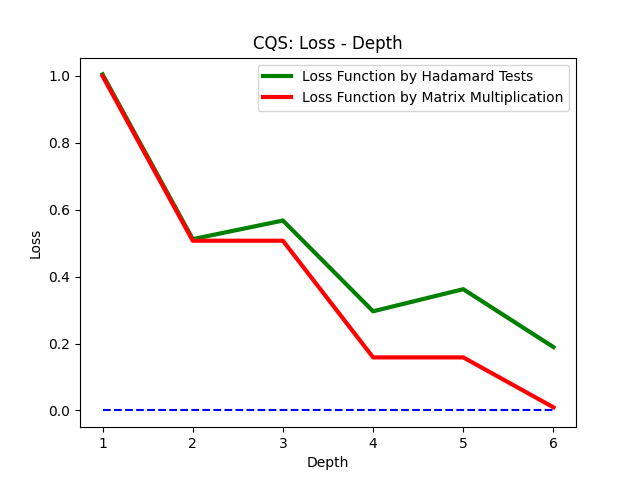 CQS: Loss - Depth
Loss Function by Hadamard Tests
Loss Function by Matrix Multiplication
1.0
0.8
0.6
0.4
0.2
0.0
Loss
1 2 3 4 5 6
Depth